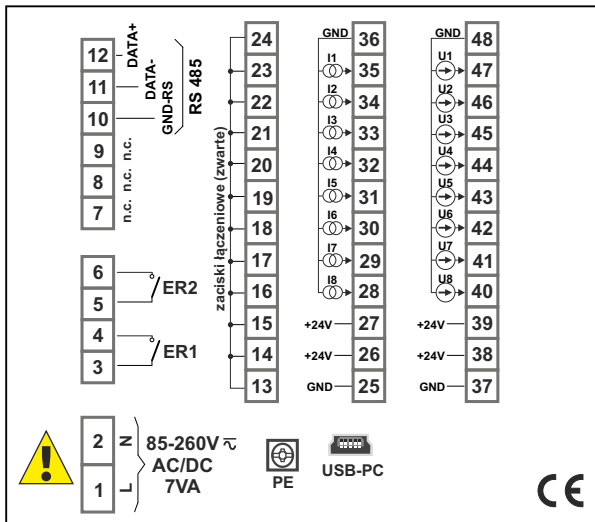 12 DATA+
11 DATA-
10 GND-RS
RS 485
9 n.c.
8 n.c.
7 n.c.
6
5
ER2
4
3
ER1
2 N
1 L
85-260V
AC/DC
7VA
PE
USB-PC
zaciski łączeniowe (zwarte)
24
23
22
21
20
19
18
17
16
15
14
13
GND 36
I1 35
I2 34
I3 33
I4 32
I5 31
I6 30
I7 29
I8 28
+24V 27
+24V 26
GND 25
GND 48
U1 47
U2 46
U3 45
U4 44
U5 43
U6 42
U7 41
U8 40
+24V 39
+24V 38
GND 37
CE